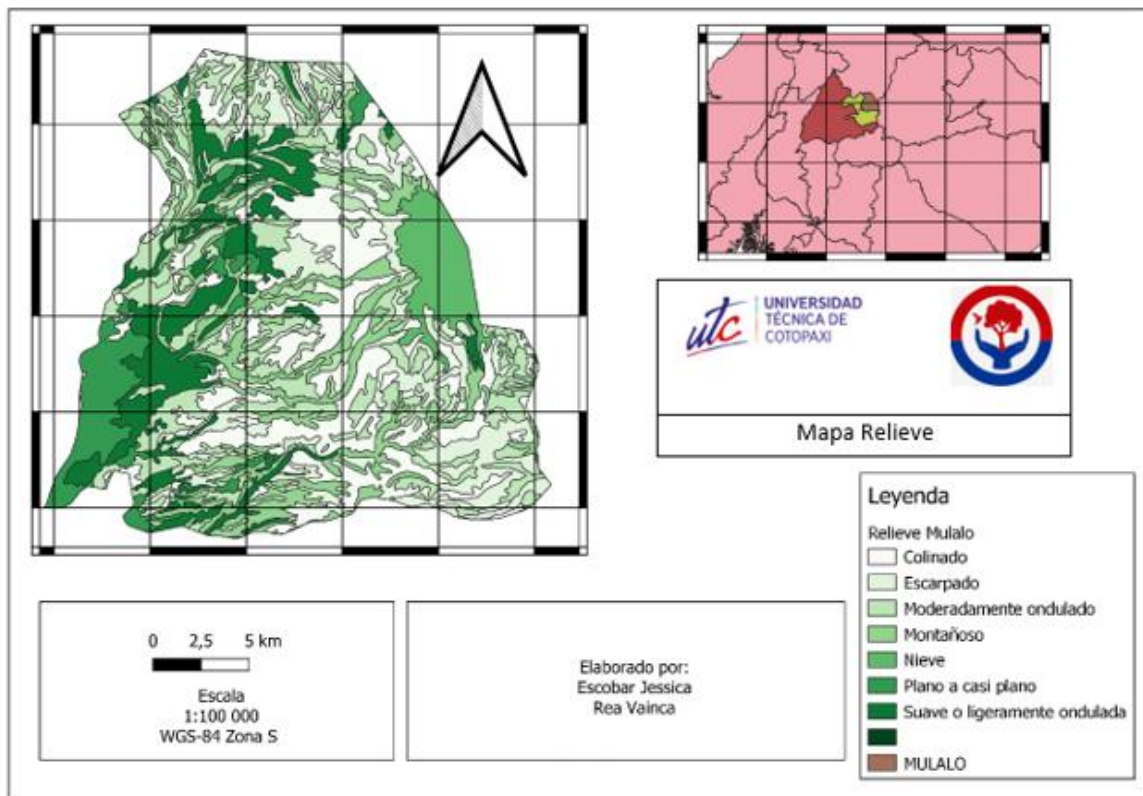 utc
UNIVERSIDAD
TÉCNICA DE
COTOPAXI
Mapa Relieve
Leyenda
Relieve Mulalo
Colinado
Escarpado
Moderadamente ondulado
Montañoso
Nieve
Plano a casi plano
Suave o ligeramente ondulada
MULALO
0 2,5 5 km
Escala
1:100 000
WGS-84 Zona S
Elaborado por:
Escobar Jessica
Rea Vainca